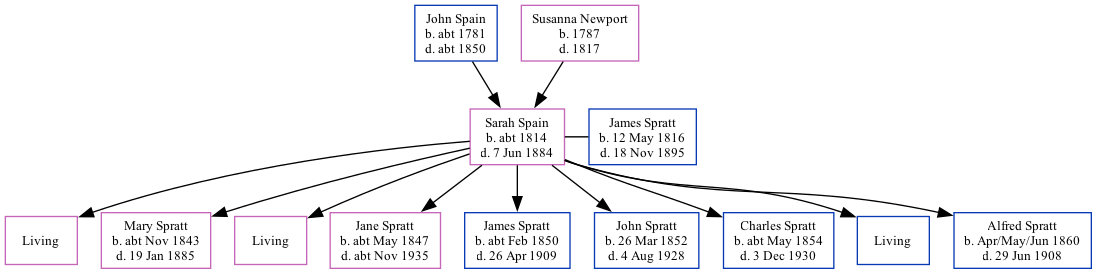 John Spain
b. abt 1781
d. abt 1850
Susanna Newport
b. 1787
d. 1817
Sarah Spain
b. abt 1814
d. 7 Jun 1884
James Spratt
b. 12 May 1816
d. 18 Nov 1895
Living
Mary Spratt
b. abt Nov 1843
d. 19 Jan 1885
Living
Jane Spratt
b. abt May 1847
d. abt Nov 1935
James Spratt
b. abt Feb 1850
d. 26 Apr 1909
John Spratt
b. 26 Mar 1852
d. 4 Aug 1928
Charles Spratt
b. abt May 1854
d. 3 Dec 1930
Living
Alfred Spratt
b. Apr/May/Jun 1860
d. 29 Jun 1908